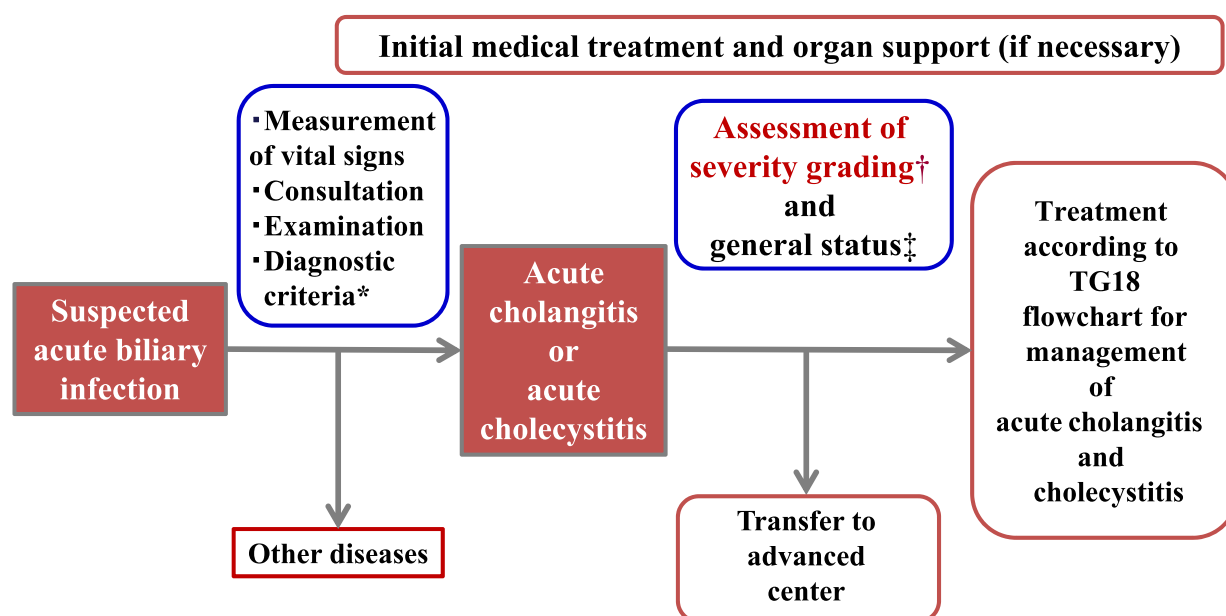 Initial medical treatment and organ support (if necessary)
・Measurement
of vital signs
・Consultation
・Examination
・Diagnostic
criteria*
Assessment of
severity grading†
and
general status‡
Suspected
acute biliary
infection
Acute
cholangitis
or
acute
cholecystitis
Treatment
according to
TG18
flowchart for
management
of
acute cholangitis
and
cholecystitis
Other diseases
Transfer to
advanced
center